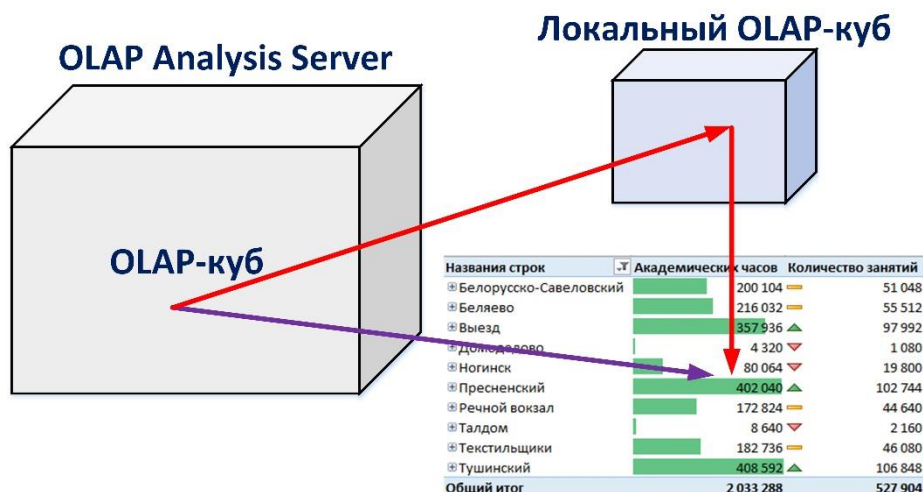 OLAP Analysis Server
Локальный OLAP-куб
OLAP-куб
Названия строк Академических часов Количество занятий
Белорусско-Савеловский 200 104 51 048
Беляево 216 032 55 512
Выезд 357 936 97 992
Домодедово 4 320 1 080
Ногинск 80 064 19 800
Пресненский 402 040 102 744
Речной вокзал 172 824 44 640
Талдом 8 640 2 160
Текстильщики 182 736 46 080
Тушинский 408 592 106 848
Общий итог 2 033 288 527 904